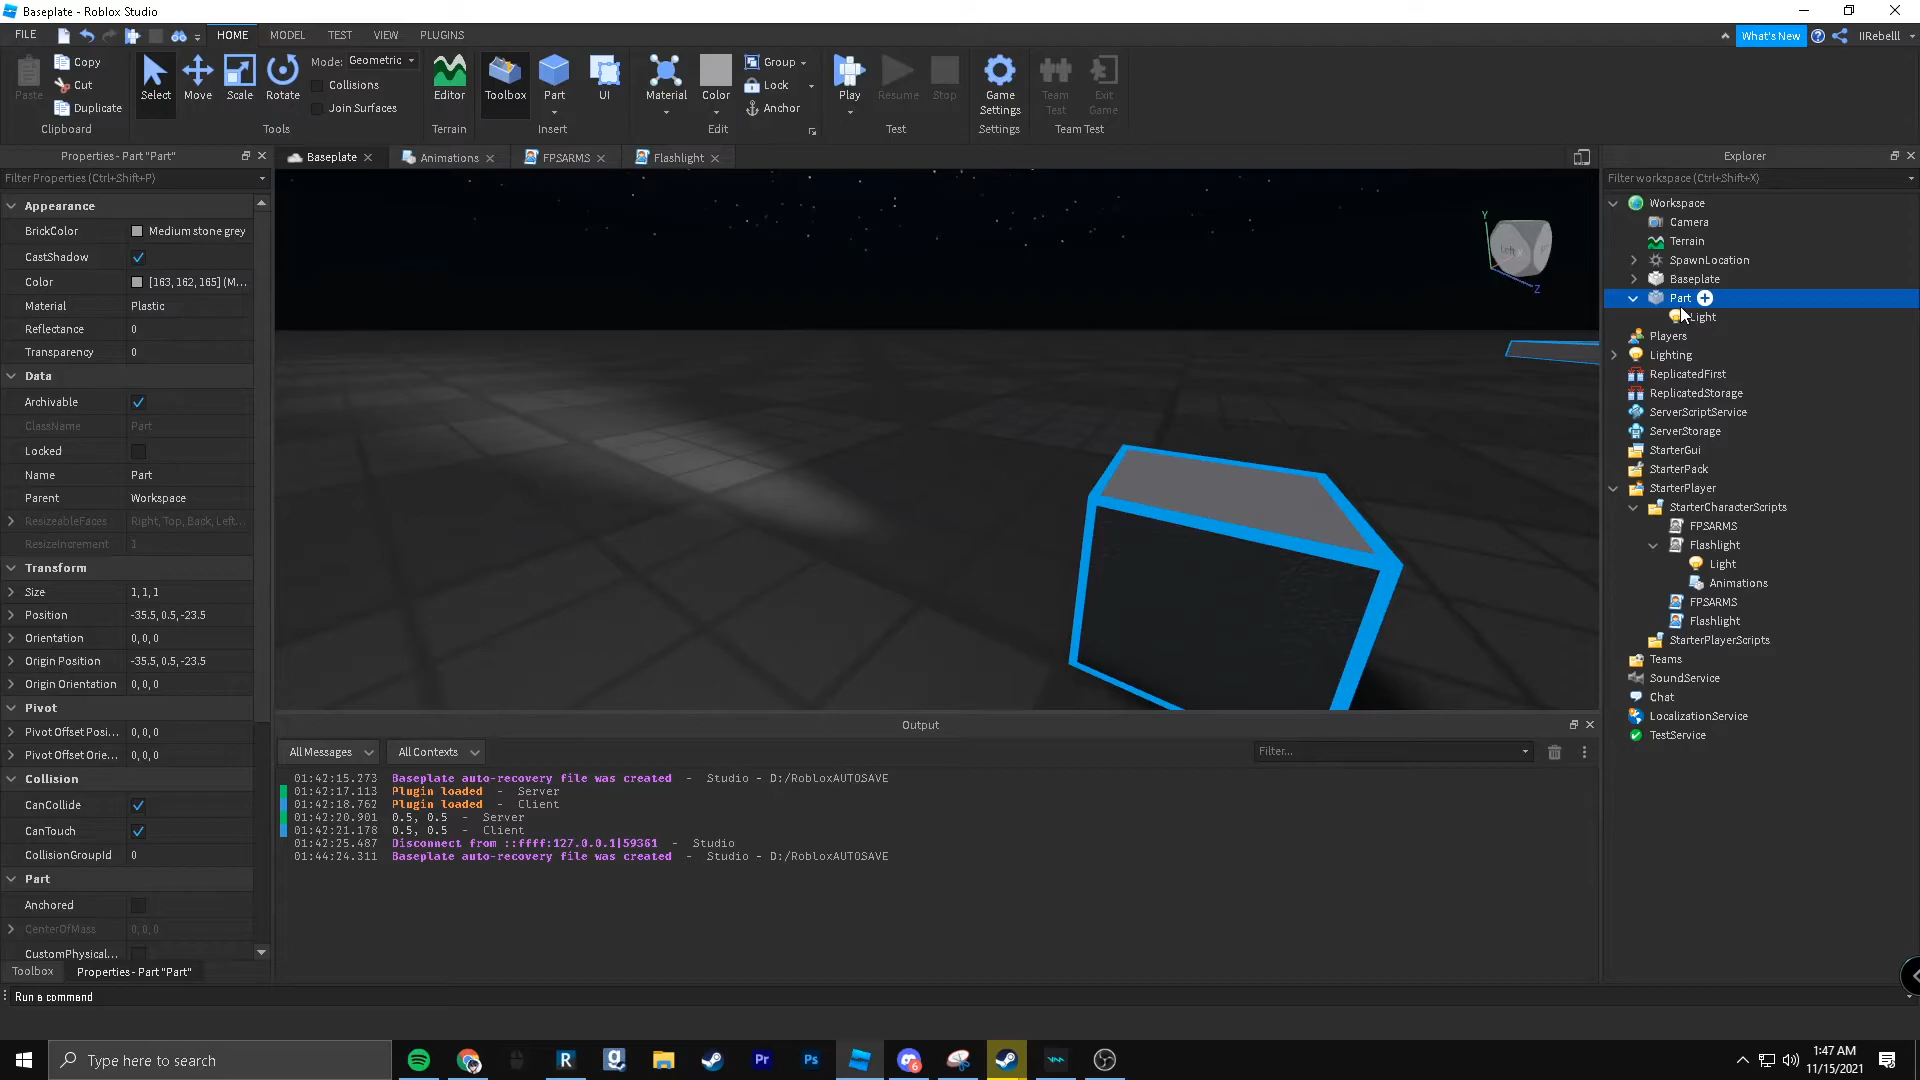 Baseplate - Roblox Studio
FILE HOME MODEL TEST VIEW PLUGINS
What's New IIRebelll
Paste Copy Cut Duplicate
Select Move Scale Rotate
Mode: Geometric
Collisions
Join Surfaces
Editor Toolbox Part UI Material Color
Group
Lock
Anchor
Play Resume Stop
Game Settings
Team Test
Exit Game
Clipboard Tools Terrain Insert Edit Test Settings Team Test
Properties - Part "Part"
Filter Properties (Ctrl+Shift+P)
Appearance
BrickColor Medium stone grey
CastShadow
Color [163, 162, 165] (M...
Material Plastic
Reflectance 0
Transparency 0
Data
Archivable
ClassName Part
Locked
Name Part
Parent Workspace
ResizeableFaces Right, Top, Back, Left...
ResizeIncrement 1
Transform
Size 1, 1, 1
Position -35.5, 0.5, -23.5
Orientation 0, 0, 0
Origin Position -35.5, 0.5, -23.5
Origin Orientation 0, 0, 0
Pivot
Pivot Offset Posi... 0, 0, 0
Pivot Offset Orie... 0, 0, 0
Collision
CanCollide
CanTouch
CollisionGroupId 0
Part
Anchored
CenterOfMass 0, 0, 0
CustomPhysical...
Toolbox Properties - Part "Part"
Run a command
Baseplate Animations FPSARMS Flashlight
Y
Left
Z
Output
All Messages All Contexts Filter...
01:42:15.273 Baseplate auto-recovery file was created - Studio - D:/RobloxAUTOSAVE
01:42:17.113 Plugin loaded - Server
01:42:18.762 Plugin loaded - Client
01:42:20.901 0.5, 0.5 - Server
01:42:21.178 0.5, 0.5 - Client
01:42:25.487 Disconnect from ::ffff:127.0.0.1|59361 - Studio
01:44:24.311 Baseplate auto-recovery file was created - Studio - D:/RobloxAUTOSAVE
Explorer
Filter workspace (Ctrl+Shift+X)
Workspace
Camera
Terrain
SpawnLocation
Baseplate
Part
Light
Players
Lighting
ReplicatedFirst
ReplicatedStorage
ServerScriptService
ServerStorage
StarterGui
StarterPack
StarterPlayer
StarterCharacterScripts
FPSARMS
Flashlight
Light
Animations
FPSARMS
Flashlight
StarterPlayerScripts
Teams
SoundService
Chat
LocalizationService
TestService
Type here to search
R
Pr
Ps
6
1:47 AM
11/15/2021